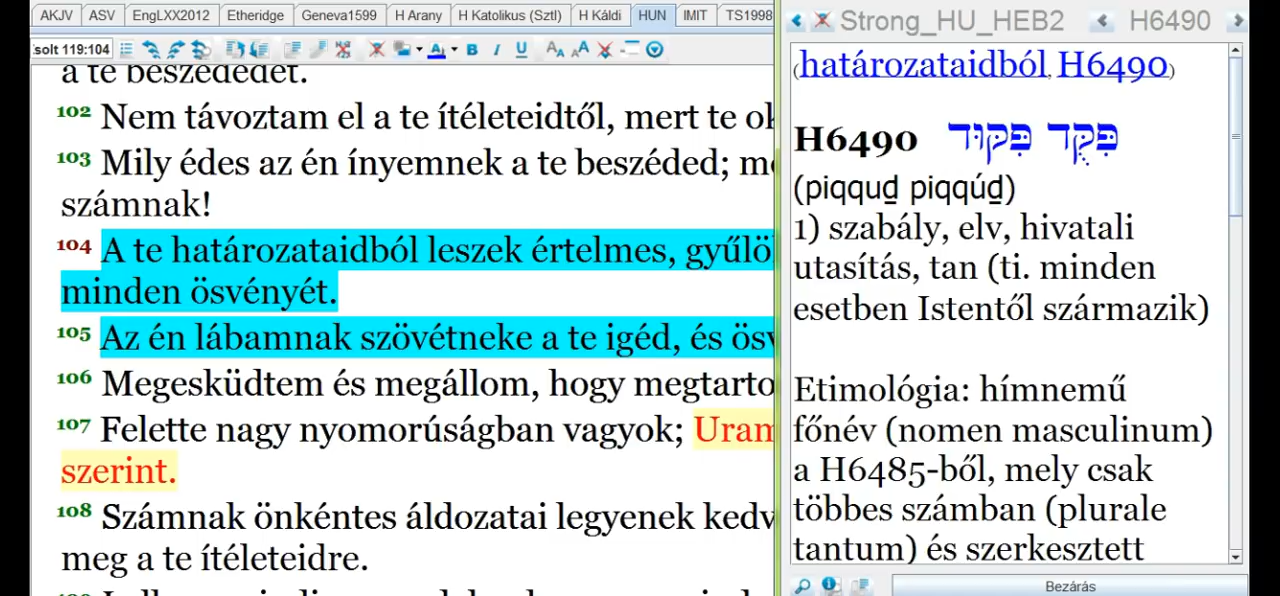 AKJV ASV EngLXX2012 Etheridge Geneva1599 H Arany H Katolikus (Sztl) H Káldi HUN IMIT TS1998
Zsolt 119:104
a te beszédedet.
102 Nem távoztam el a te ítéleteidtől, mert te ok
103 Mily édes az én ínyemnek a te beszéded; mé
számnak!
104 A te határozataidból leszek értelmes, gyűlöl
minden ösvényét.
105 Az én lábamnak szövétneke a te igéd, és ösv
106 Megesküdtem és megállom, hogy megtarto
107 Felette nagy nyomorúságban vagyok; Uram
szerint.
108 Számnak önkéntes áldozatai legyenek kedv
meg a te ítéleteidre.
Strong_HU_HEB2 H6490
(határozataidból, H6490)
H6490 פִּקֻּד פִּקּוּד
(piqquḏ piqqúḏ)
1) szabály, elv, hivatali
utasítás, tan (ti. minden
esetben Istentől származik)
Etimológia: hímnemű
főnév (nomen masculinum)
a H6485-ből, mely csak
többes számban (plurale
tantum) és szerkesztett
Bezárás